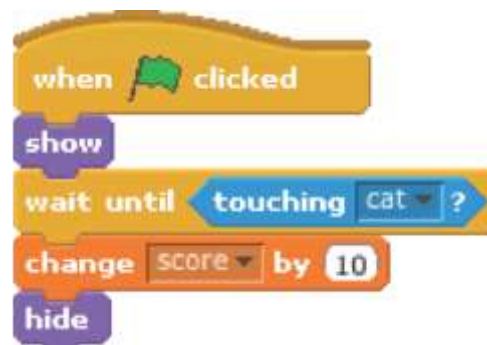 when clicked
show
wait until touching cat ?
change score by 10
hide